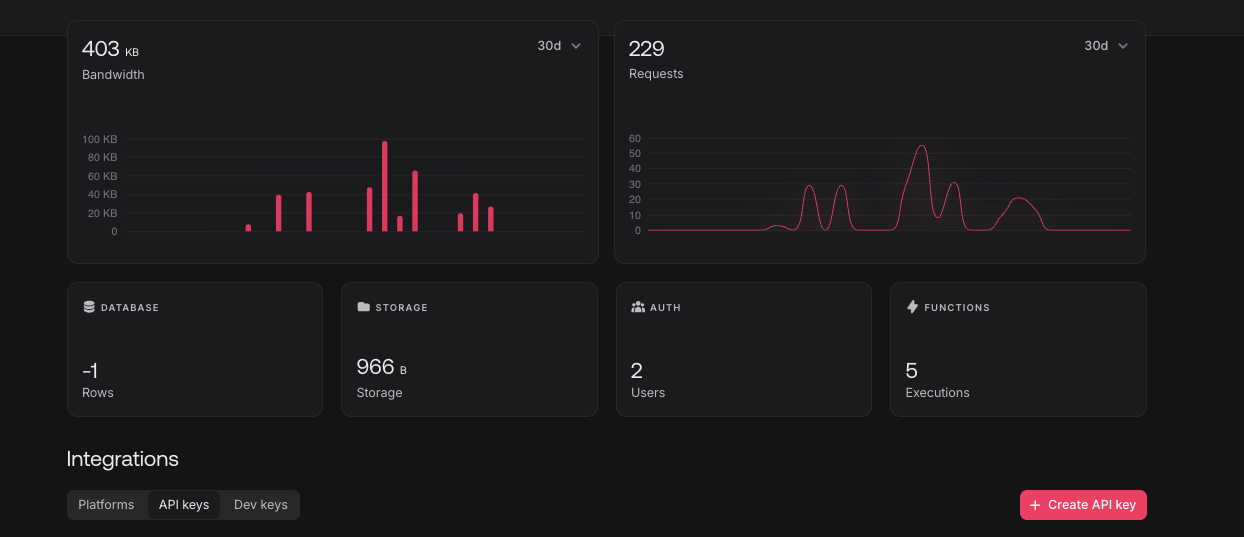 403 KB
30d
Bandwidth
100 KB
80 KB
60 KB
40 KB
20 KB
0
229
30d
Requests
60
50
40
30
20
10
0
DATABASE
-1
Rows
STORAGE
966 B
Storage
AUTH
2
Users
FUNCTIONS
5
Executions
Integrations
Platforms
API keys
Dev keys
+ Create API key